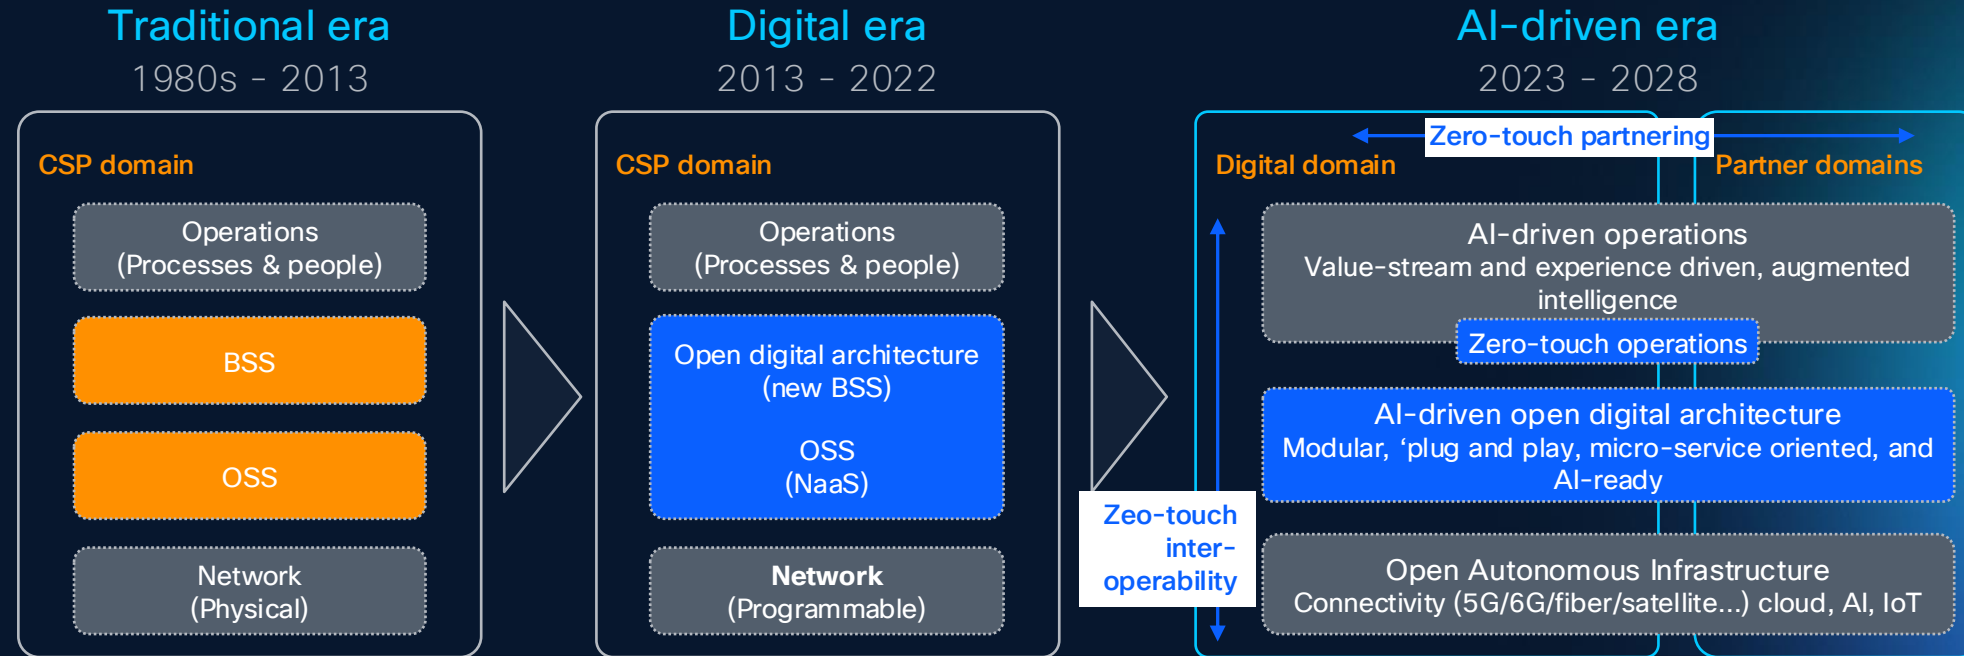 Traditional era
1980s - 2013
CSP domain
Operations
(Processes & people)
BSS
OSS
Network
(Physical)
Digital era
2013 - 2022
CSP domain
Operations
(Processes & people)
Open digital architecture
(new BSS)
OSS
(NaaS)
Network
(Programmable)
AI-driven era
2023 - 2028
Zero-touch partnering
Digital domain
Partner domains
AI-driven operations
Value-stream and experience driven, augmented
intelligence
Zero-touch operations
AI-driven open digital architecture
Modular, ‘plug and play, micro-service oriented, and
AI-ready
Zeo-touch
inter-
operability
Open Autonomous Infrastructure
Connectivity (5G/6G/fiber/satellite...) cloud, AI, IoT